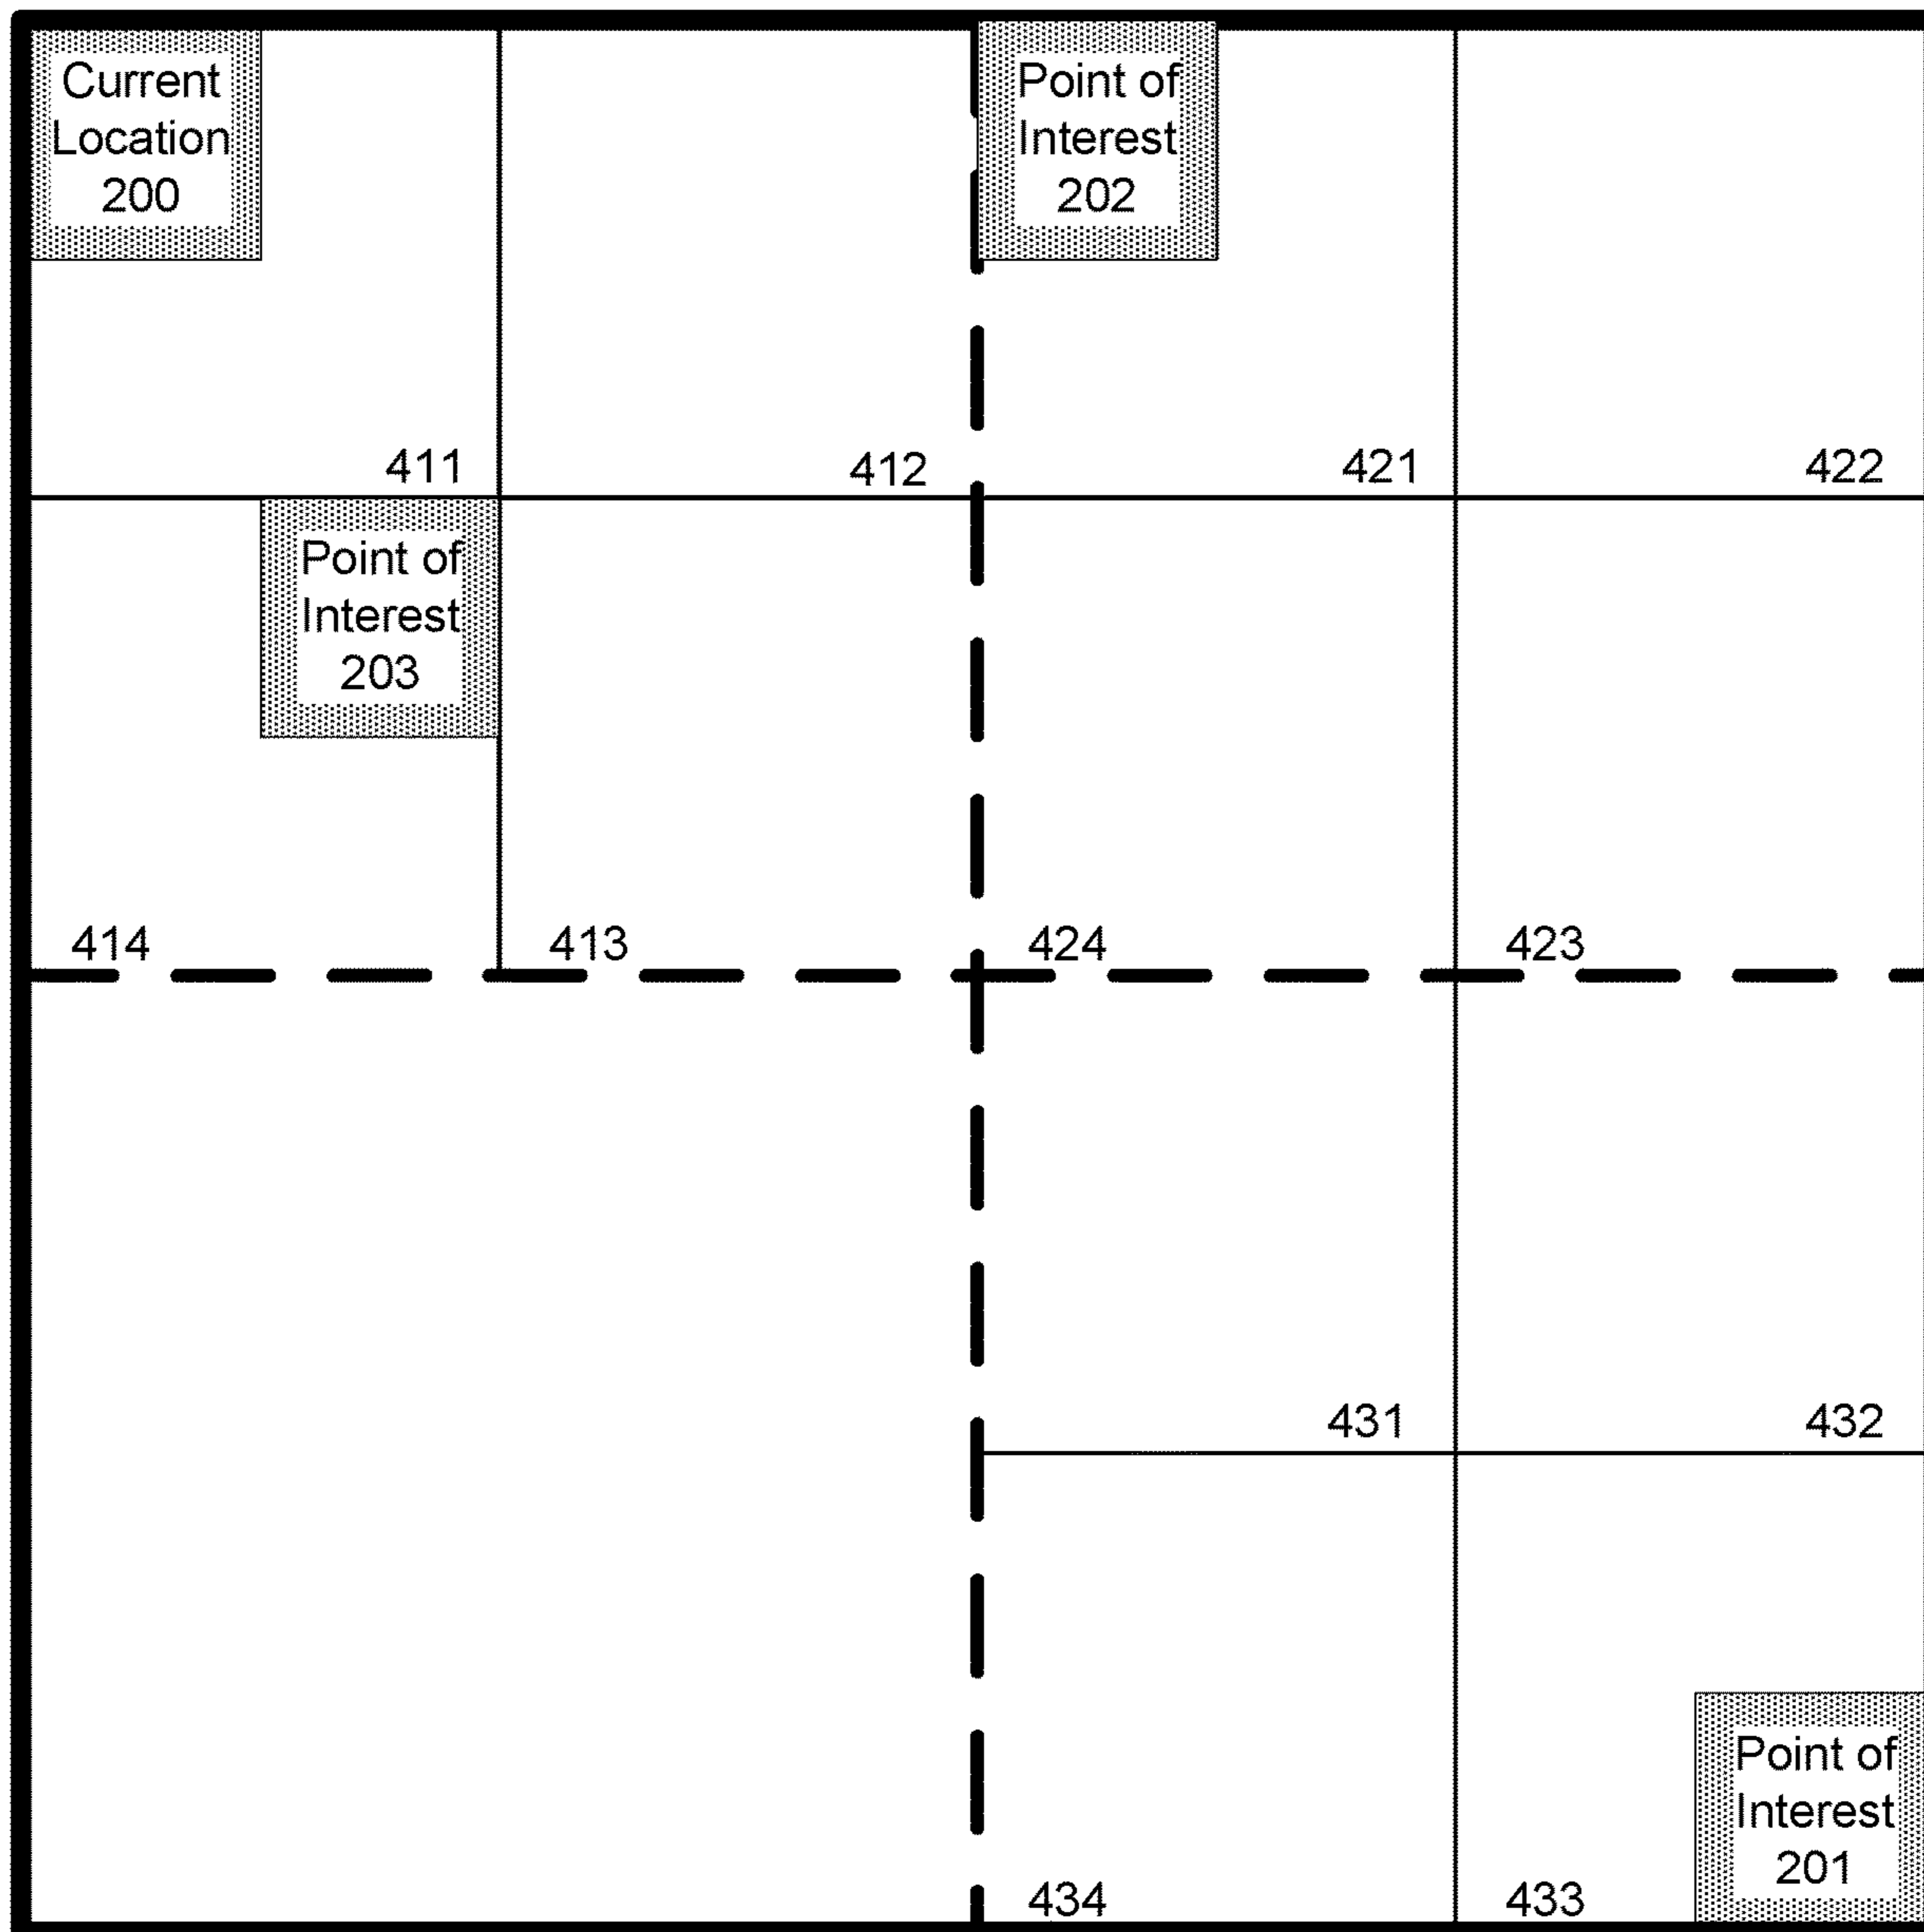 Current
Location
200
Point of
Interest
202
411
412
421
422
Point of
Interest
203
414
413
424
423
431
432
Point of
Interest
201
434
433